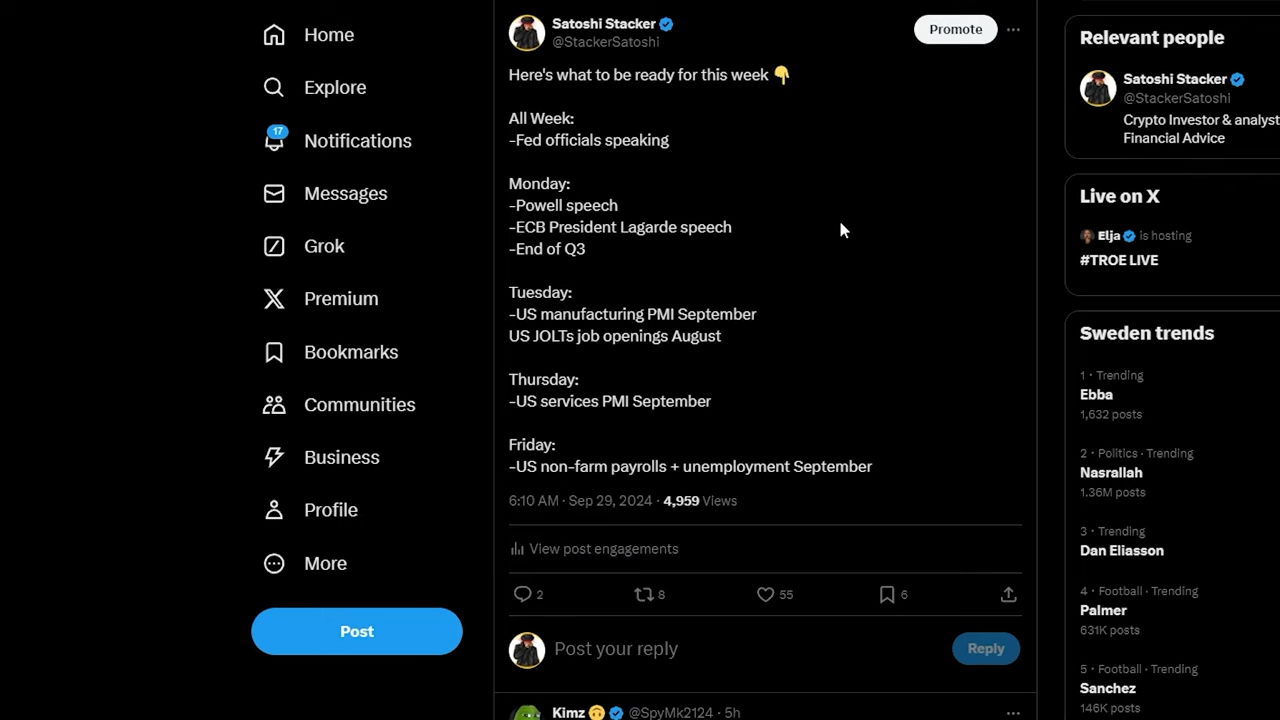 Home
Explore
17
Notifications
Messages
Grok
Premium
Bookmarks
Communities
Business
Profile
More
Post
Satoshi Stacker
@StackerSatoshi
Promote
Here's what to be ready for this week 👇
All Week:
-Fed officials speaking
Monday:
-Powell speech
-ECB President Lagarde speech
-End of Q3
Tuesday:
-US manufacturing PMI September
US JOLTs job openings August
Thursday:
-US services PMI September
Friday:
-US non-farm payrolls + unemployment September
6:10 AM · Sep 29, 2024 · 4,959 Views
View post engagements
2 8 55 6
Post your reply
Reply
Kimz 🙃 @SpyMk2124 · 5h
Relevant people
Satoshi Stacker
@StackerSatoshi
Crypto Investor & analyst
Financial Advice
Live on X
Elja is hosting
#TROE LIVE
Sweden trends
1 · Trending
Ebba
1,632 posts
2 · Politics · Trending
Nasrallah
1.36M posts
3 · Trending
Dan Eliasson
4 · Football · Trending
Palmer
631K posts
5 · Football · Trending
Sanchez
146K posts